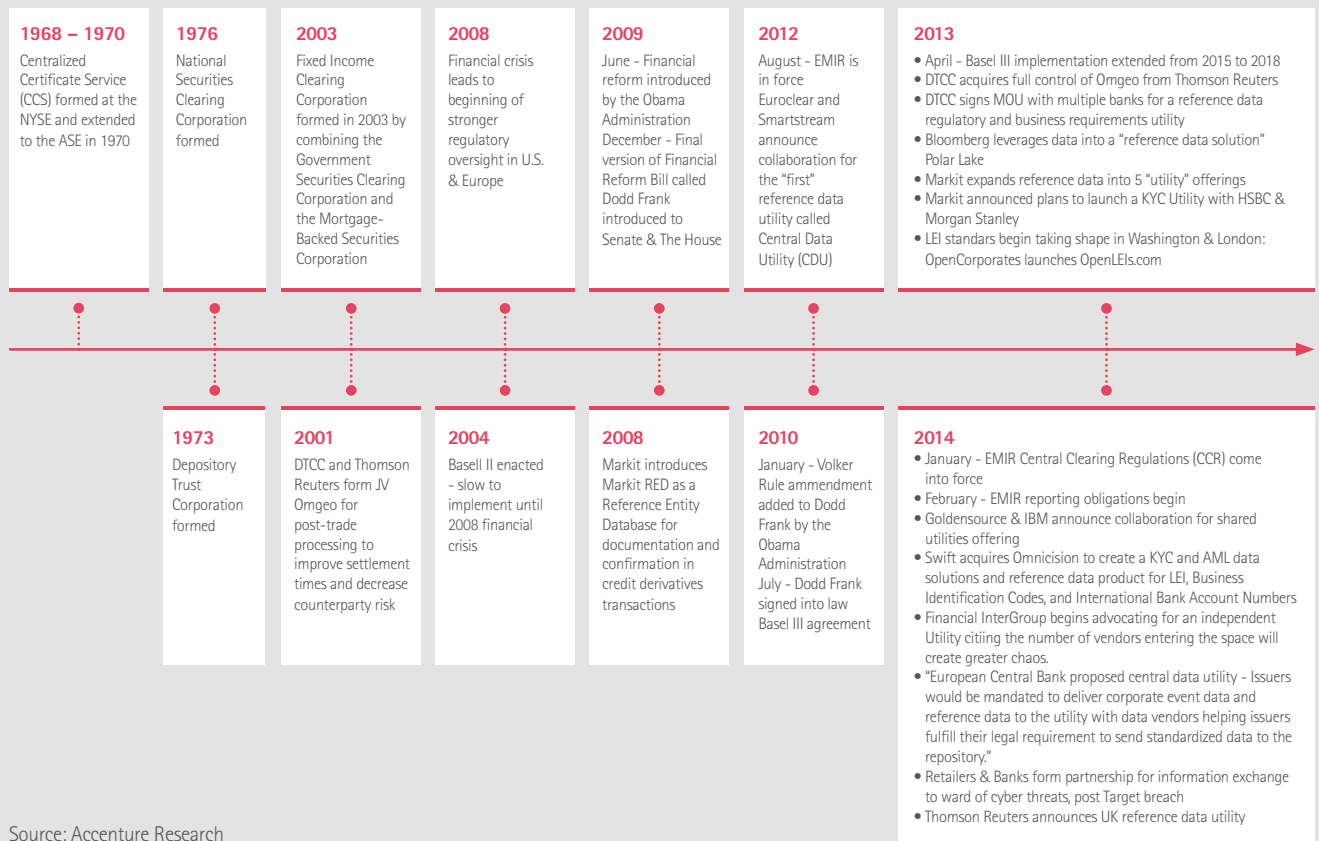 1968 – 1970
Centralized
Certificate Service
(CCS) formed at the
NYSE and extended
to the ASE in 1970
1976
National
Securities
Clearing
Corporation
formed
2003
Fixed Income
Clearing
Corporation
formed in 2003 by
combining the
Government
Securities Clearing
Corporation and
the Mortgage-
Backed Securities
Corporation
2008
Financial crisis
leads to
beginning of
stronger
regulatory
oversight in U.S.
& Europe
2009
June - Financial
reform introduced
by the Obama
Administration
December - Final
version of Financial
Reform Bill called
Dodd Frank
introduced to
Senate & The House
2012
August - EMIR is
in force
Euroclear and
Smartstream
announce
collaboration for
the "first"
reference data
utility called
Central Data
Utility (CDU)
2013
• April - Basel III implementation extended from 2015 to 2018
• DTCC acquires full control of Omgeo from Thomson Reuters
• DTCC signs MOU with multiple banks for a reference data
regulatory and business requirements utility
• Bloomberg leverages data into a "reference data solution"
Polar Lake
• Markit expands reference data into 5 "utility" offerings
• Markit announced plans to launch a KYC Utility with HSBC &
Morgan Stanley
• LEI standars begin taking shape in Washington & London:
OpenCorporates launches OpenLEIs.com
1973
Depository
Trust
Corporation
formed
2001
DTCC and Thomson
Reuters form JV
Omgeo for
post-trade
processing to
improve settlement
times and decrease
counterparty risk
2004
Basell II enacted
- slow to
implement until
2008 financial
crisis
2008
Markit introduces
Markit RED as a
Reference Entity
Database for
documentation and
confirmation in
credit derivatives
transactions
2010
January - Volker
Rule ammendment
added to Dodd
Frank by the
Obama
Administration
July - Dodd Frank
signed into law
Basel III agreement
2014
• January - EMIR Central Clearing Regulations (CCR) come
into force
• February - EMIR reporting obligations begin
• Goldensource & IBM announce collaboration for shared
utilities offering
• Swift acquires Omnicision to create a KYC and AML data
solutions and reference data product for LEI, Business
Identification Codes, and International Bank Account Numbers
• Financial InterGroup begins advocating for an independent
Utility citiing the number of vendors entering the space will
create greater chaos.
• "European Central Bank proposed central data utility - Issuers
would be mandated to deliver corporate event data and
reference data to the utility with data vendors helping issuers
fulfill their legal requirement to send standardized data to the
repository."
• Retailers & Banks form partnership for information exchange
to ward of cyber threats, post Target breach
• Thomson Reuters announces UK reference data utility
Source: Accenture Research